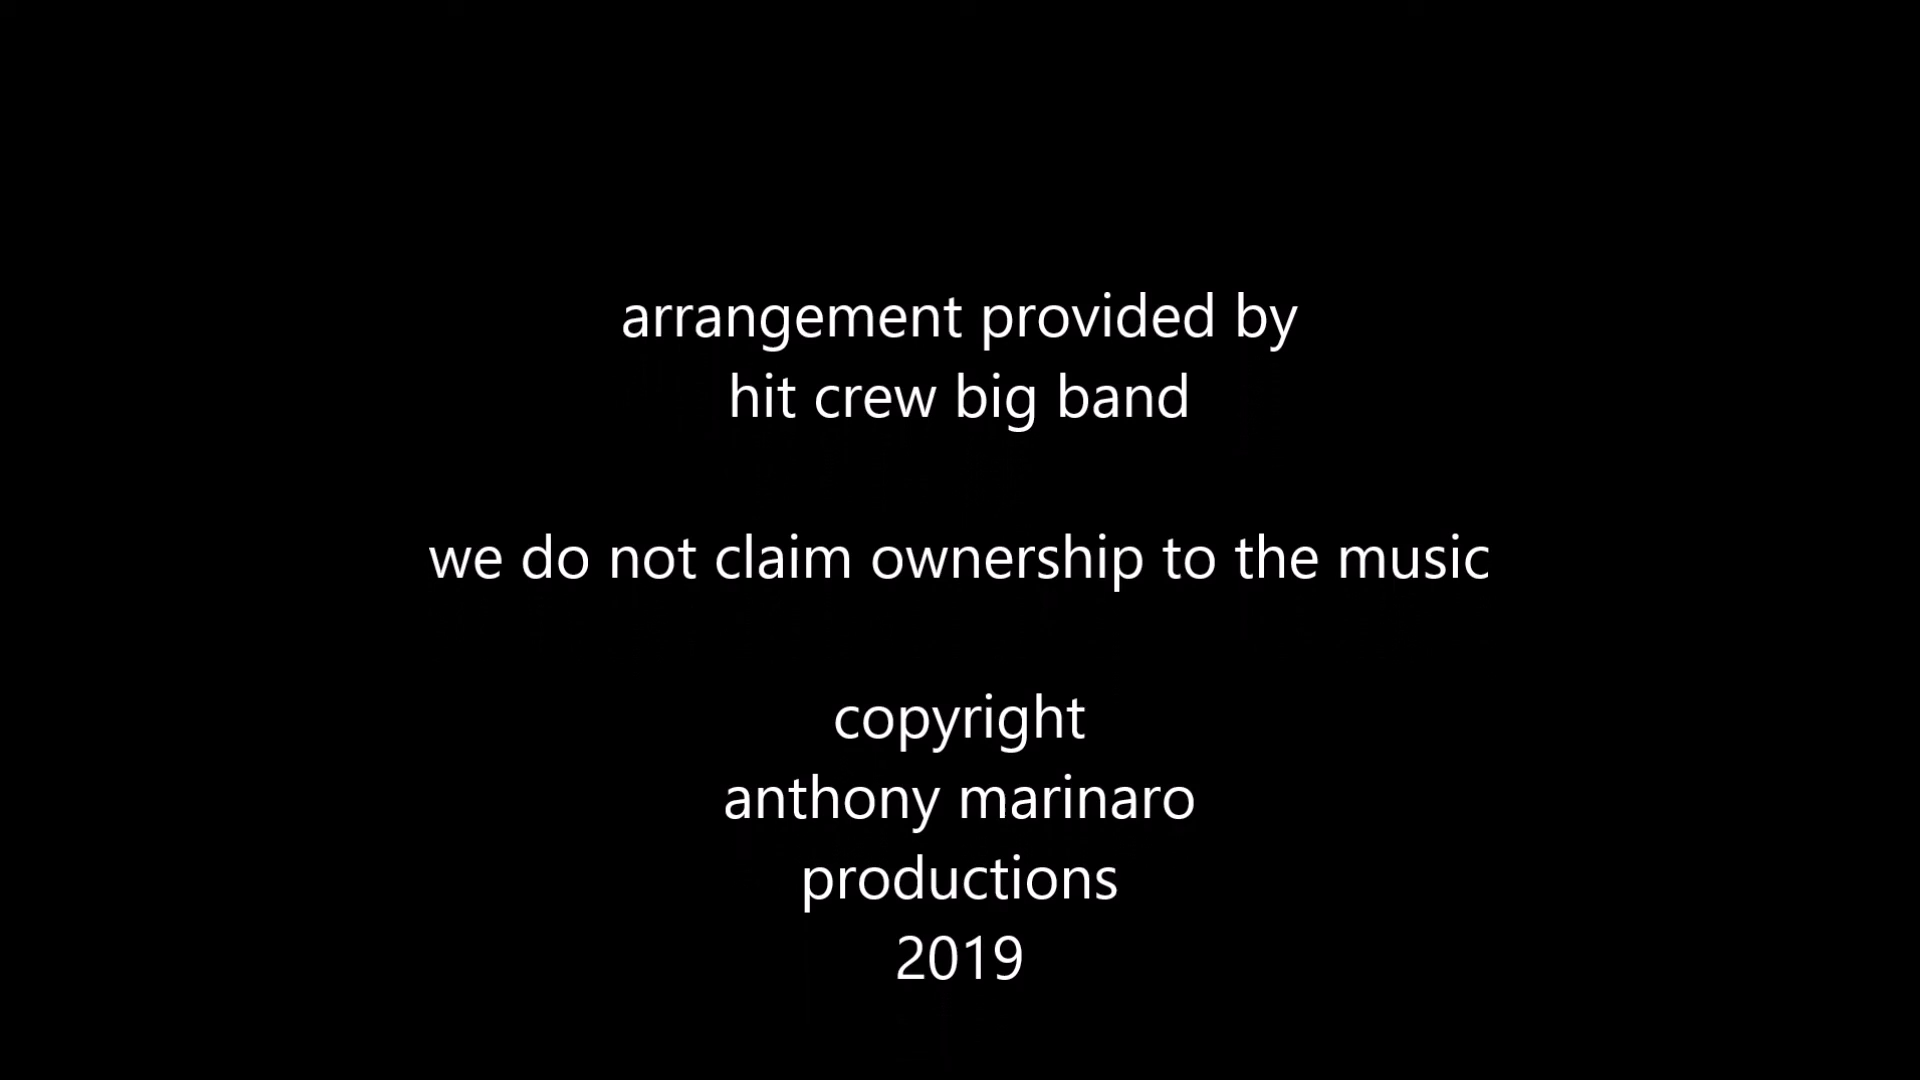 arrangement provided by
hit crew big band
we do not claim ownership to the music
copyright
anthony marinaro
productions
2019